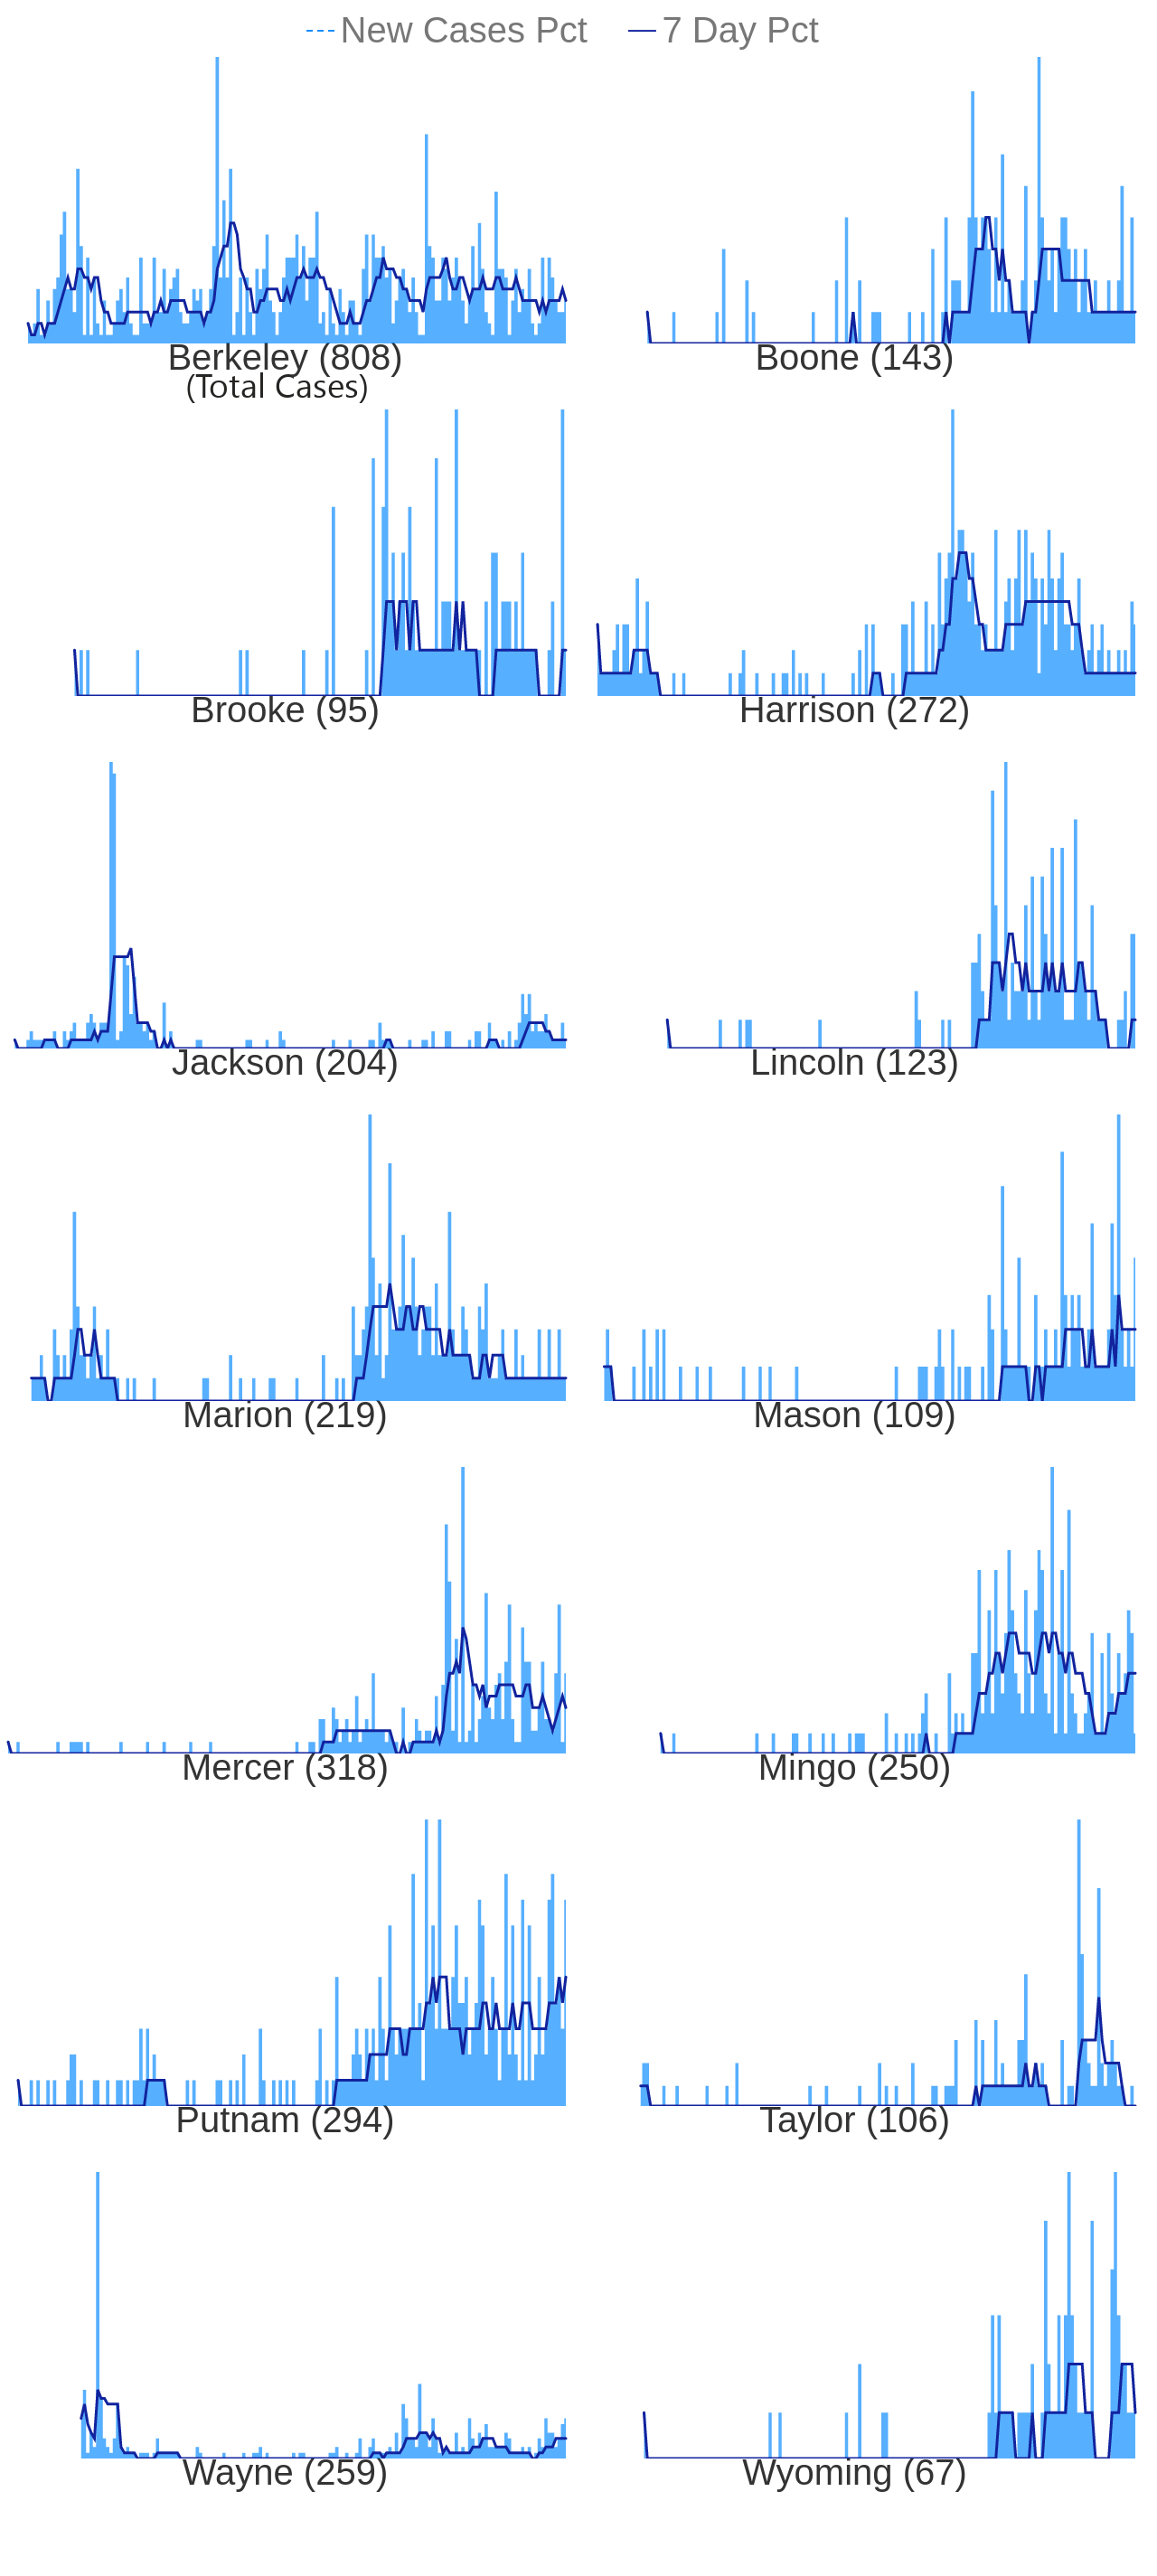 New Cases Pct 7 Day Pct
Berkeley (808) Boone (143)
(Total Cases)
Brooke (95) Harrison (272)
Jackson (204) Lincoln (123)
Marion (219) Mason (109)
Mercer (318) Mingo (250)
Putnam (294) Taylor (106)
Wayne (259) Wyoming (67)